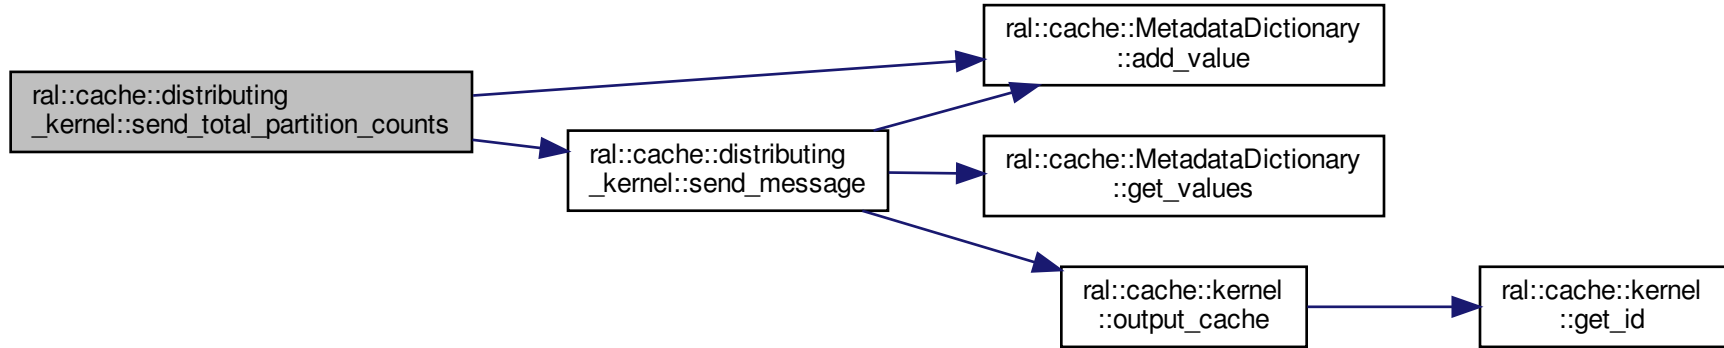 ral::cache::distributing
_kernel::send_total_partition_counts
ral::cache::distributing
_kernel::send_message
ral::cache::MetadataDictionary
::add_value
ral::cache::MetadataDictionary
::get_values
ral::cache::kernel
::output_cache
ral::cache::kernel
::get_id